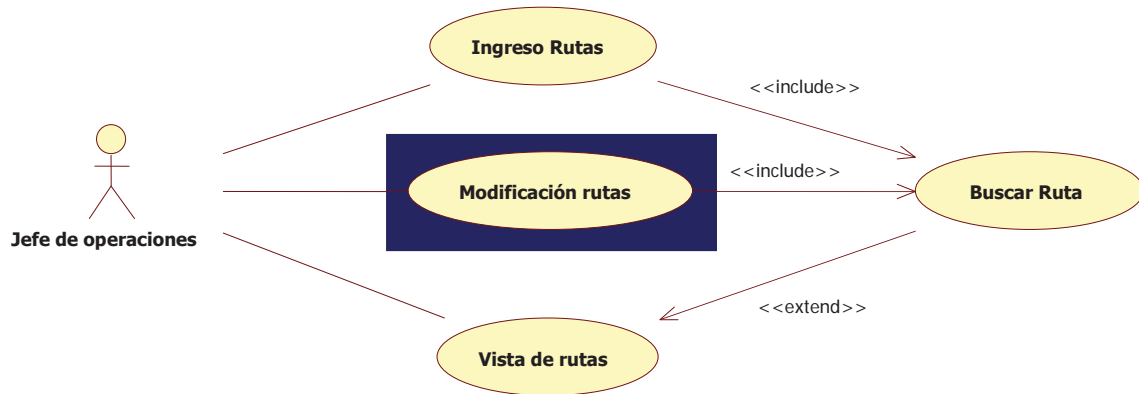 Ingreso Rutas
<<include>>
Modificación rutas
<<include>>
Buscar Ruta
Jefe de operaciones
<<extend>>
Vista de rutas